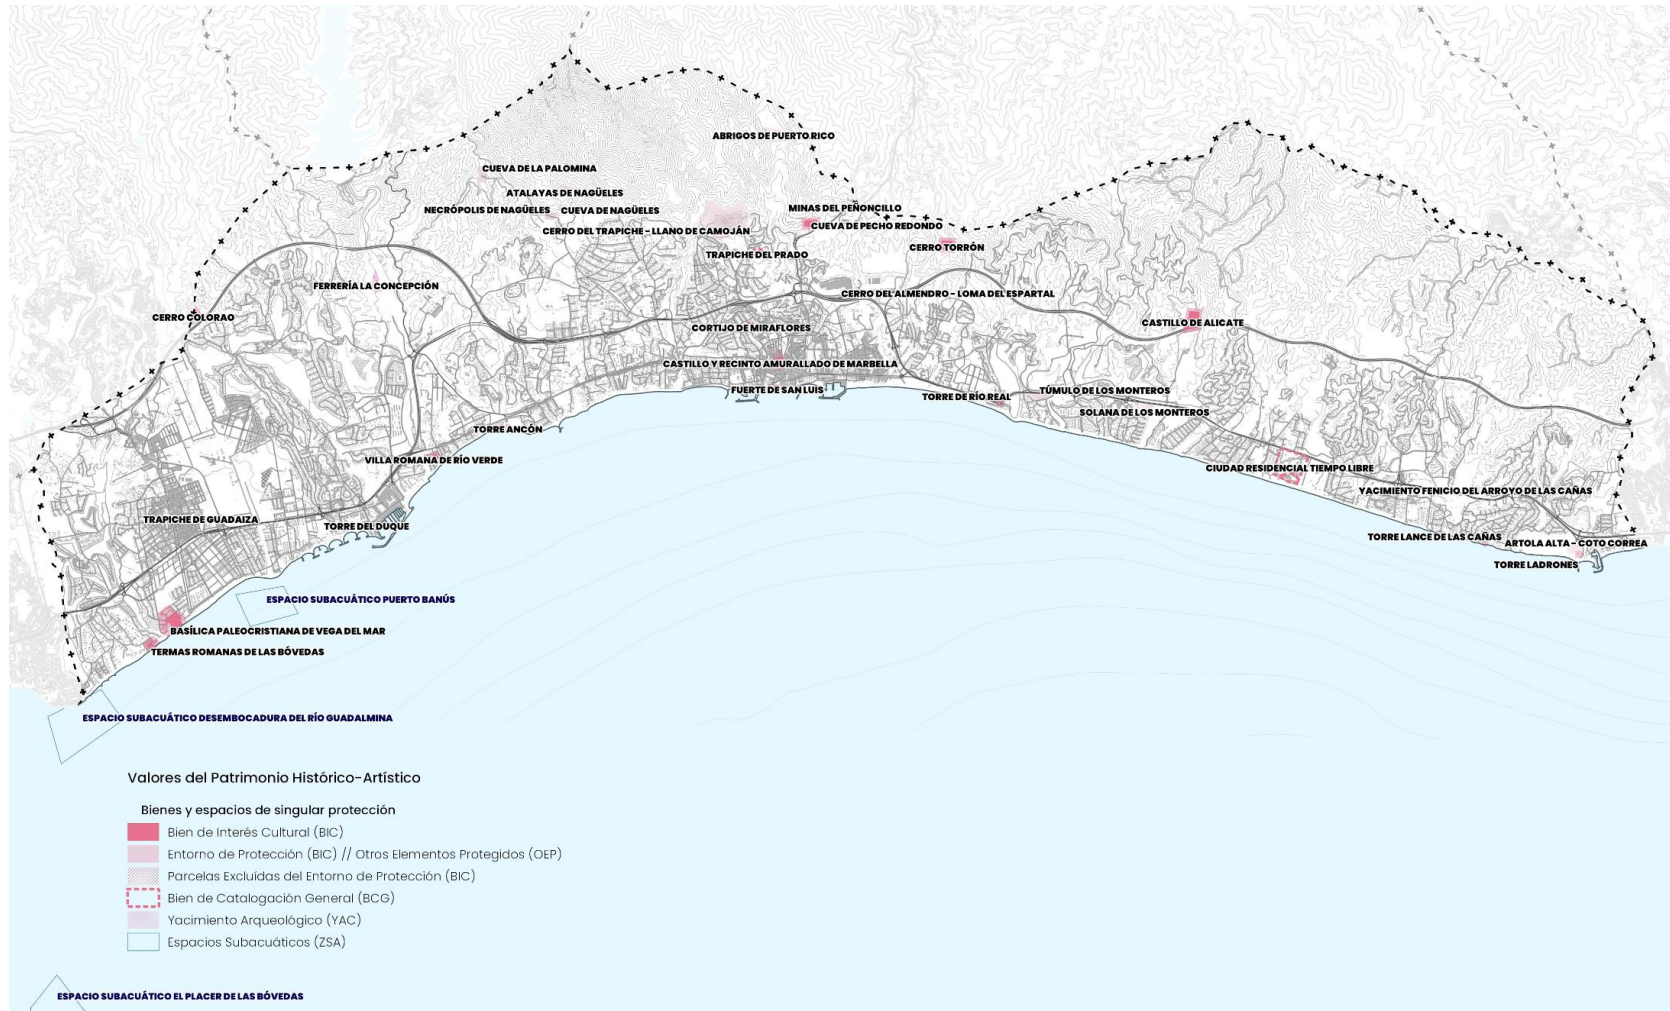 ABRIGOS DE PUERTO RICO
CUEVA DE LA PALOMINA
ATALAYAS DE NAGÜELES
NECRÓPOLIS DE NAGÜELES
CUEVA DE NAGÜELES
MINAS DEL PEÑONCILLO
CUEVA DE PECHO REDONDO
CERRO DEL TRAPICHE - LLANO DE CAMOJÁN
CERRO TORRÓN
TRAPICHE DEL PRADO
FERRERÍA LA CONCEPCIÓN
CERRO DEL ALMENDRO - LOMA DEL ESPARTAL
CERRO COLORAO
CASTILLO DE ALICATE
CORTIJO DE MIRAFLORES
CASTILLO Y RECINTO AMURALLADO DE MARBELLA
FUERTE DE SAN LUIS
TÚMULO DE LOS MONTEROS
TORRE DE RÍO REAL
SOLANA DE LOS MONTEROS
TORRE ANCÓN
VILLA ROMANA DE RÍO VERDE
CIUDAD RESIDENCIAL TIEMPO LIBRE
YACIMIENTO FENICIO DEL ARROYO DE LAS CAÑAS
TRAPICHE DE GUADAIZA
TORRE DEL DUQUE
TORRE LANCE DE LAS CAÑAS
ARTOLA ALTA - COTO CORREA
TORRE LADRONES
ESPACIO SUBACUÁTICO PUERTO BANÚS
BASÍLICA PALEOCRISTIANA DE VEGA DEL MAR
TERMAS ROMANAS DE LAS BÓVEDAS
ESPACIO SUBACUÁTICO DESEMBOCADURA DEL RÍO GUADALMINA
Valores del Patrimonio Histórico-Artístico
Bienes y espacios de singular protección
Bien de Interés Cultural (BIC)
Entorno de Protección (BIC) // Otros Elementos Protegidos (OEP)
Parcelas Excluídas del Entorno de Protección (BIC)
Bien de Catalogación General (BCG)
Yacimiento Arqueológico (YAC)
Espacios Subacuáticos (ZSA)
ESPACIO SUBACUÁTICO EL PLACER DE LAS BÓVEDAS